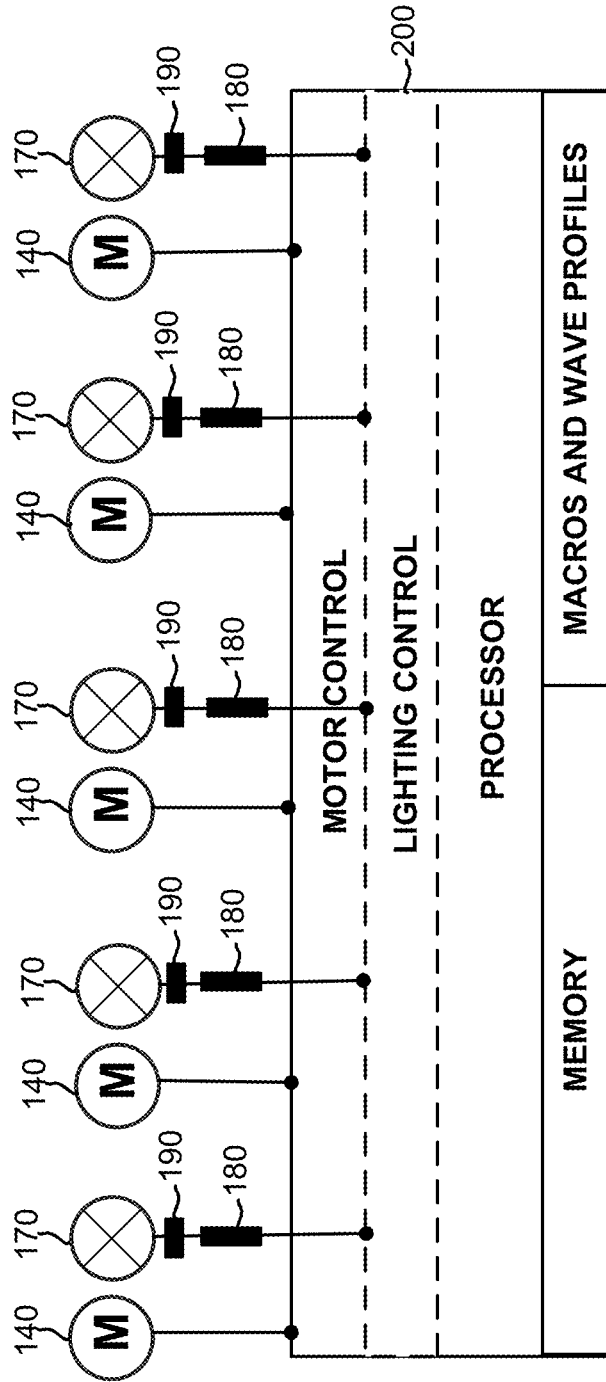 140 170 140 170 140 170 140 170 140 170
M M M M M
190 190 190 190 190
180 180 180 180 180
MOTOR CONTROL
200
LIGHTING CONTROL
PROCESSOR
MEMORY
MACROS AND WAVE PROFILES